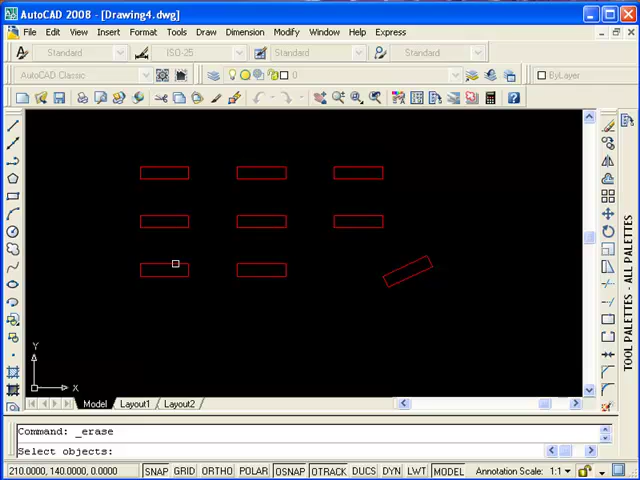 AutoCAD 2008 - [Drawing4.dwg]
File Edit View Insert Format Tools Draw Dimension Modify Window Help Express
Standard ISO-25 Standard Standard
AutoCAD Classic 0 ByLayer
TOOL PALETTES - ALL PALETTES
Y
X
Model Layout1 Layout2
Command: _erase
Select objects:
210.0000, 140.0000, 0.0000 SNAP GRID ORTHO POLAR OSNAP OTRACK DUCS DYN LWT MODEL Annotation Scale: 1:1